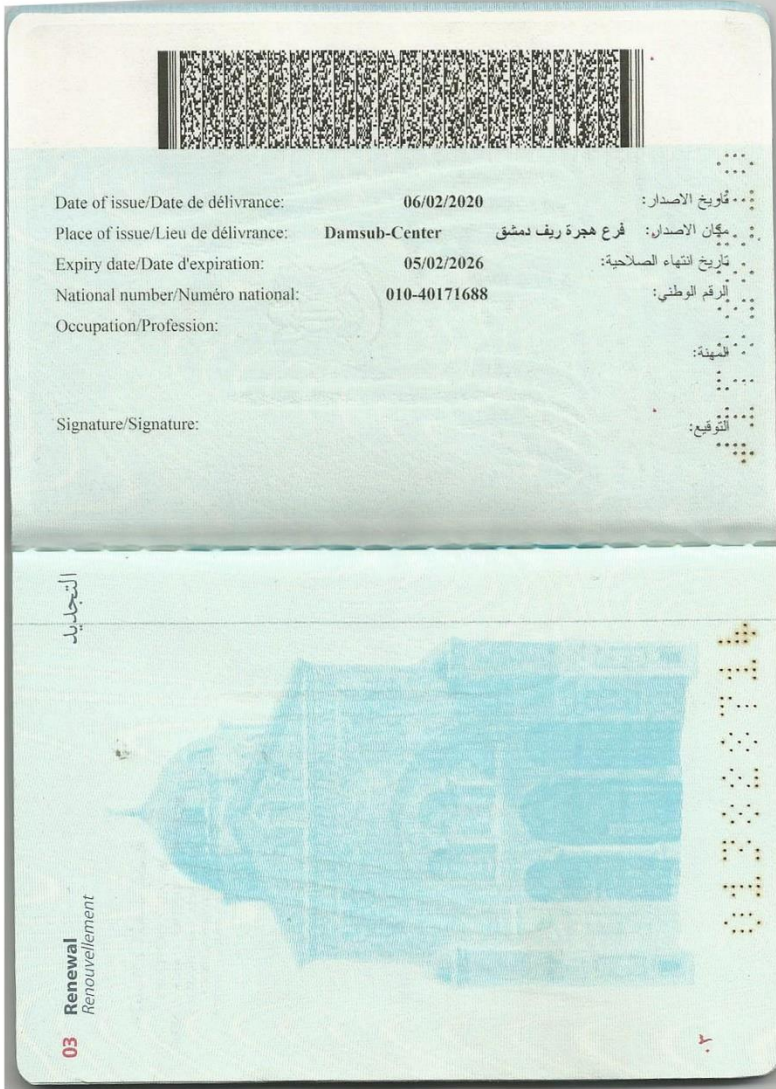 Date of issue/Date de délivrance: 06/02/2020 تاريخ الاصدار:
Place of issue/Lieu de délivrance: Damsub-Center فرع هجرة ريف دمشق مكان الاصدار:
Expiry date/Date d'expiration: 05/02/2026 تاريخ انتهاء الصلاحية:
National number/Numéro national: 010-40171688 الرقم الوطني:
Occupation/Profession:
المهنة:
Signature/Signature: التوقيع:
التجديد
03 Renewal
Renouvellement
٠٣